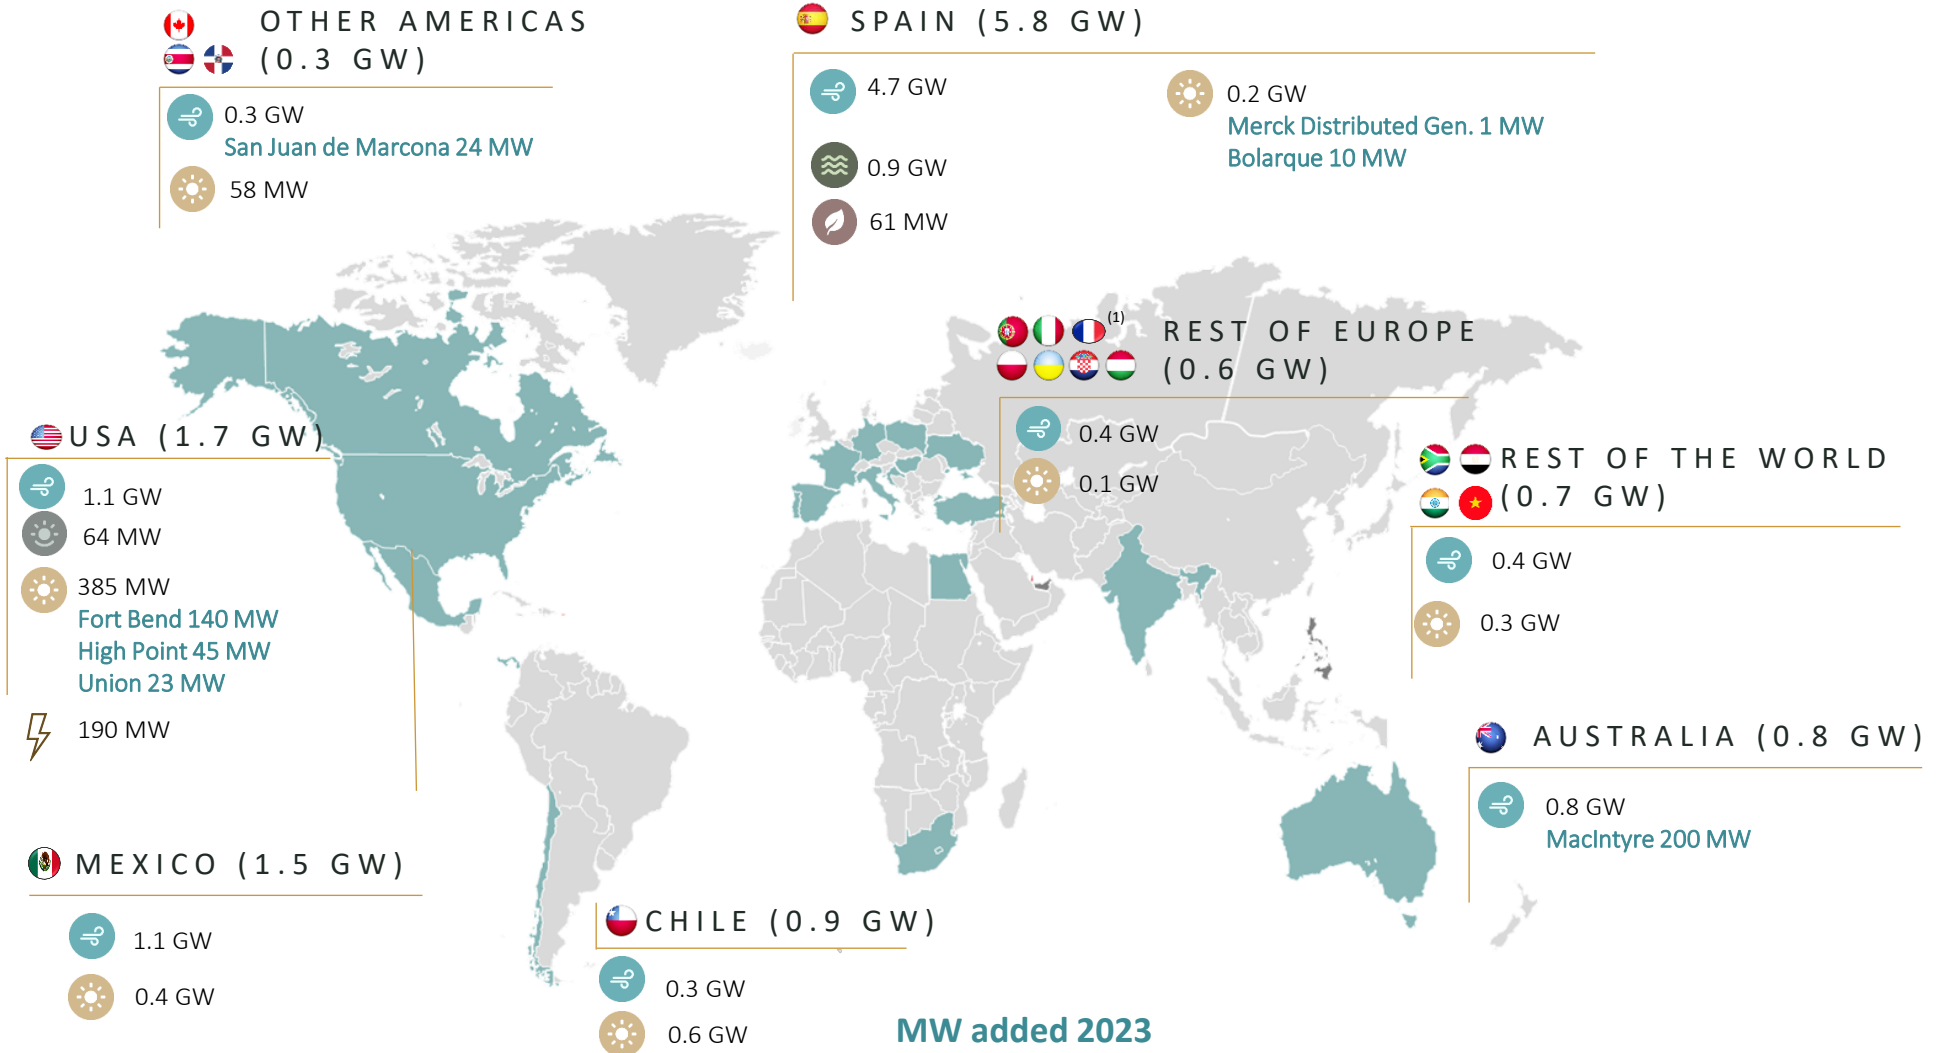 OTHER AMERICAS
(0.3 GW)
0.3 GW
San Juan de Marcona 24 MW
58 MW
SPAIN (5.8 GW)
4.7 GW
0.9 GW
61 MW
0.2 GW
Merck Distributed Gen. 1 MW
Bolarque 10 MW
(1)
REST OF EUROPE
(0.6 GW)
0.4 GW
0.1 GW
USA (1.7 GW)
1.1 GW
64 MW
385 MW
Fort Bend 140 MW
High Point 45 MW
Union 23 MW
190 MW
REST OF THE WORLD
(0.7 GW)
0.4 GW
0.3 GW
AUSTRALIA (0.8 GW)
0.8 GW
MacIntyre 200 MW
MEXICO (1.5 GW)
1.1 GW
0.4 GW
CHILE (0.9 GW)
0.3 GW
0.6 GW
MW added 2023